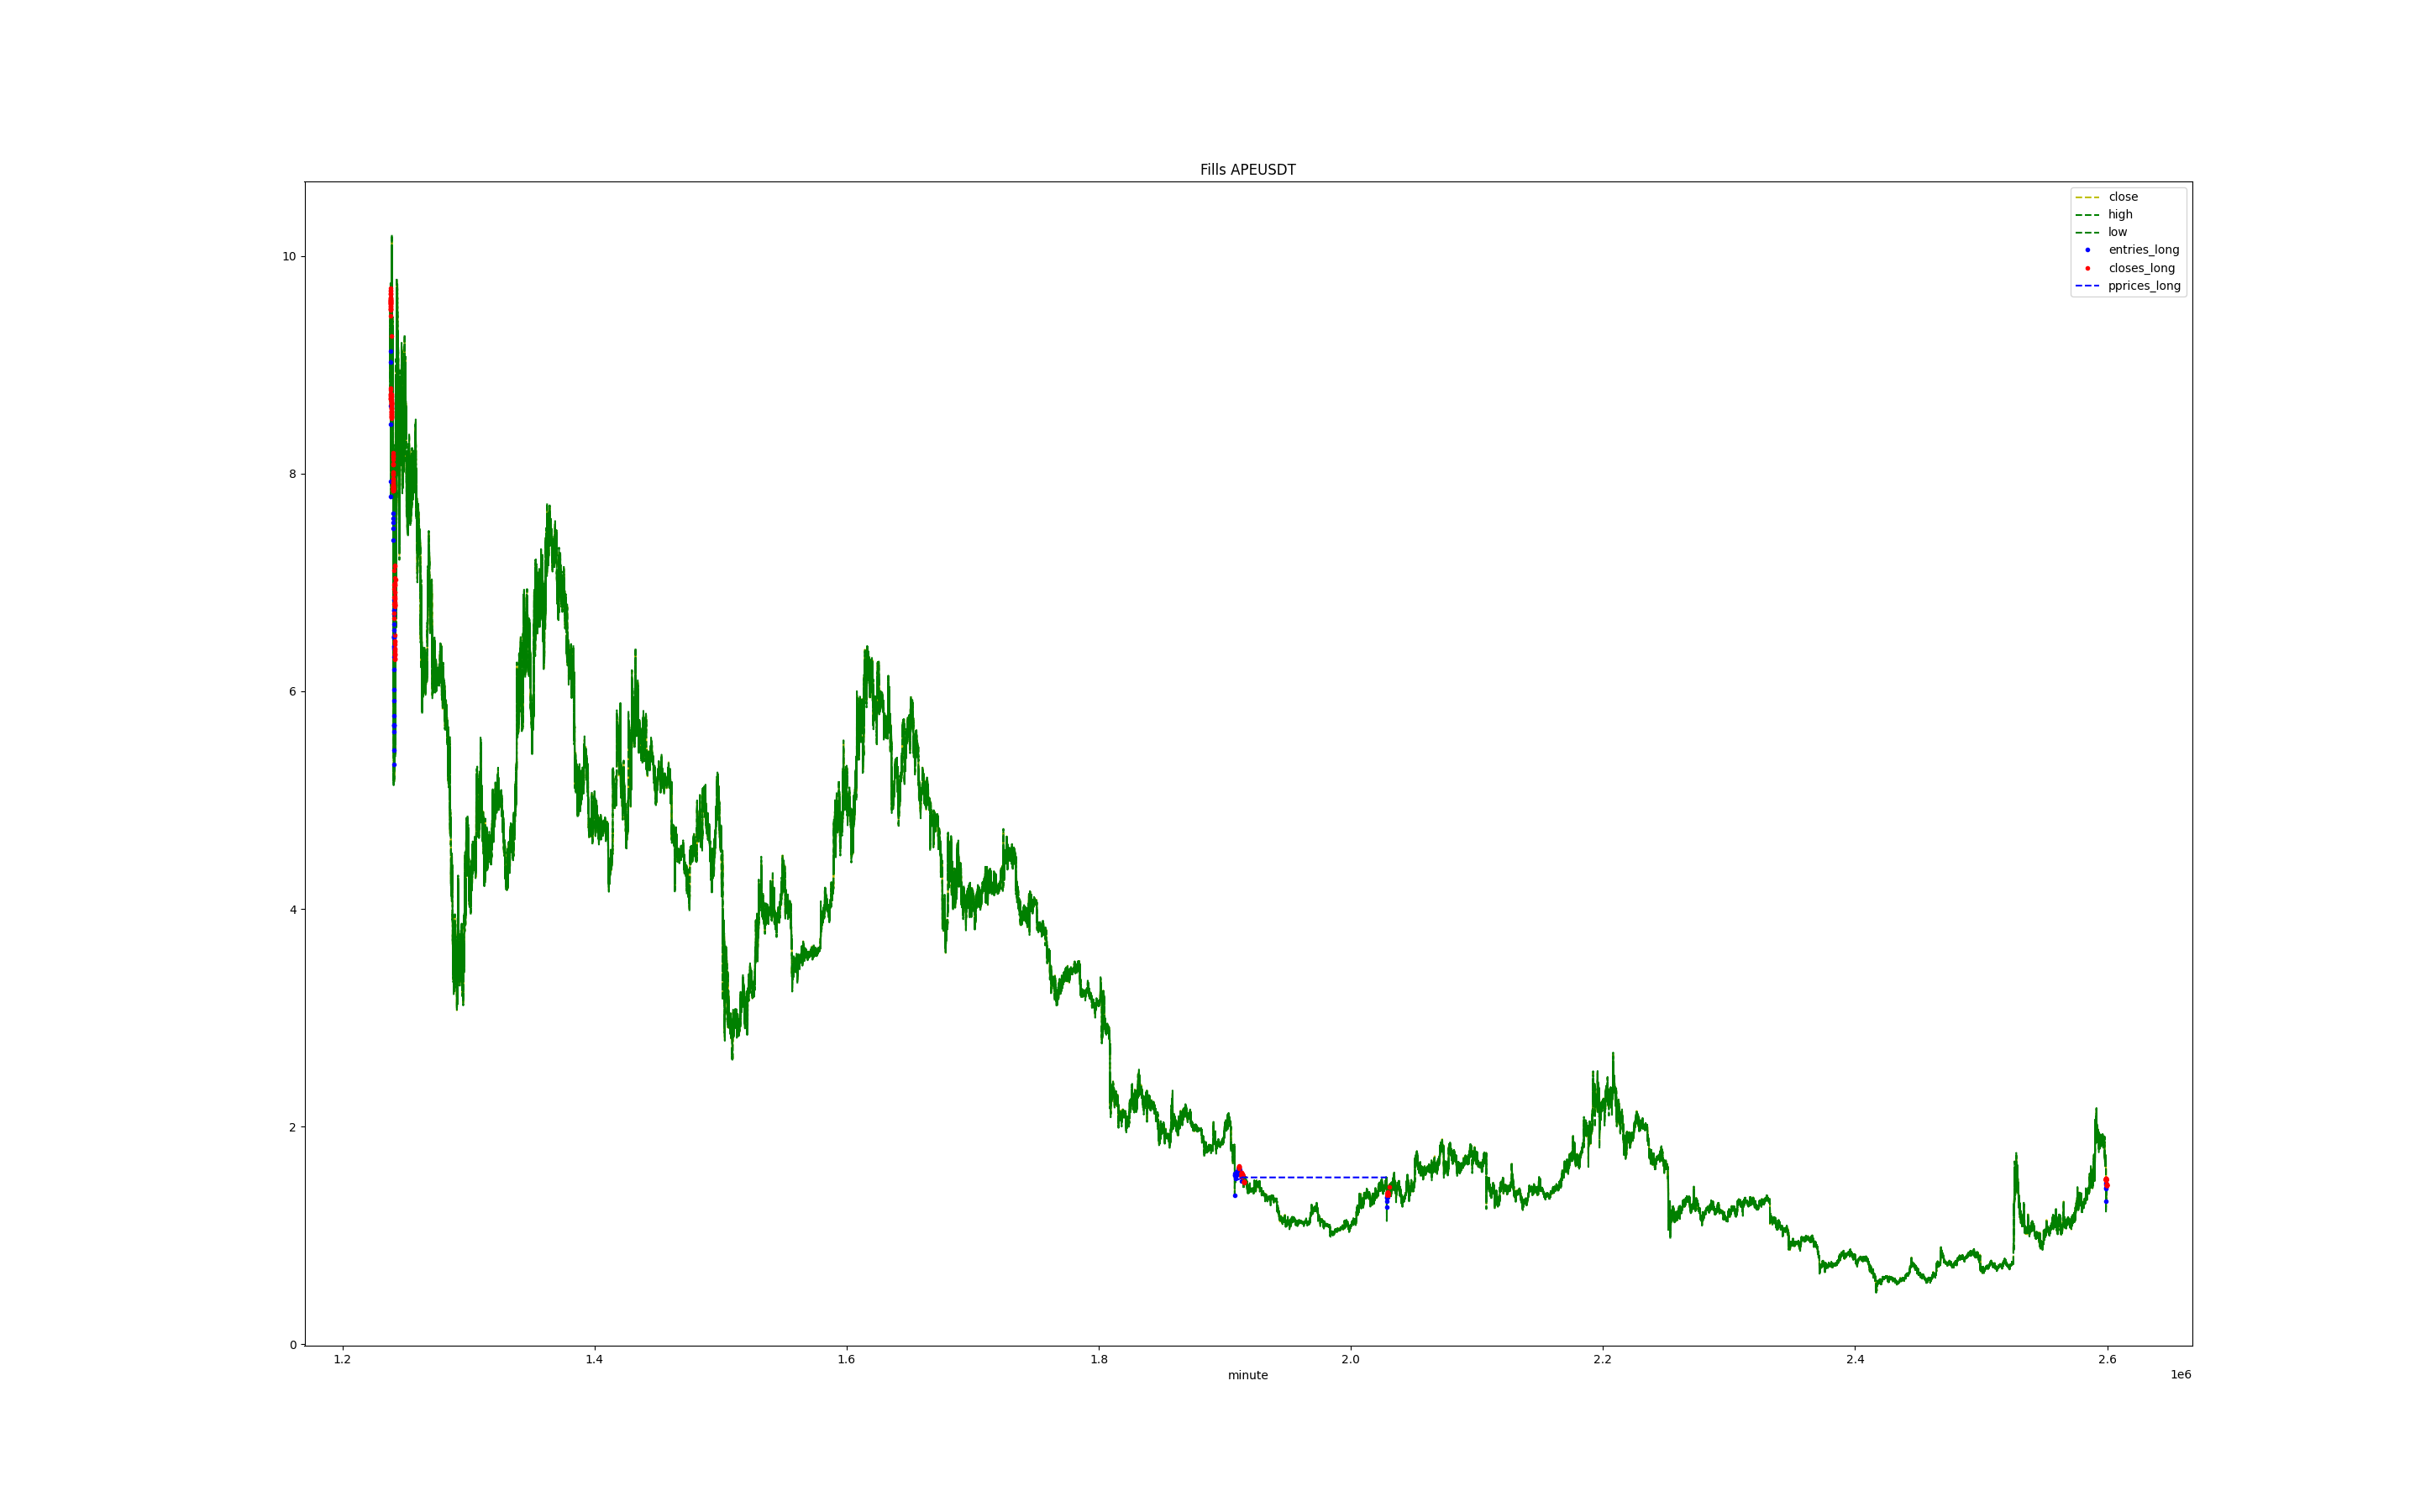 Fills APEUSDT
close
high
low
entries_long
closes_long
pprices_long
10
8
6
4
2
0
1.2 1.4 1.6 1.8 2.0 2.2 2.4 2.6
minute 1e6